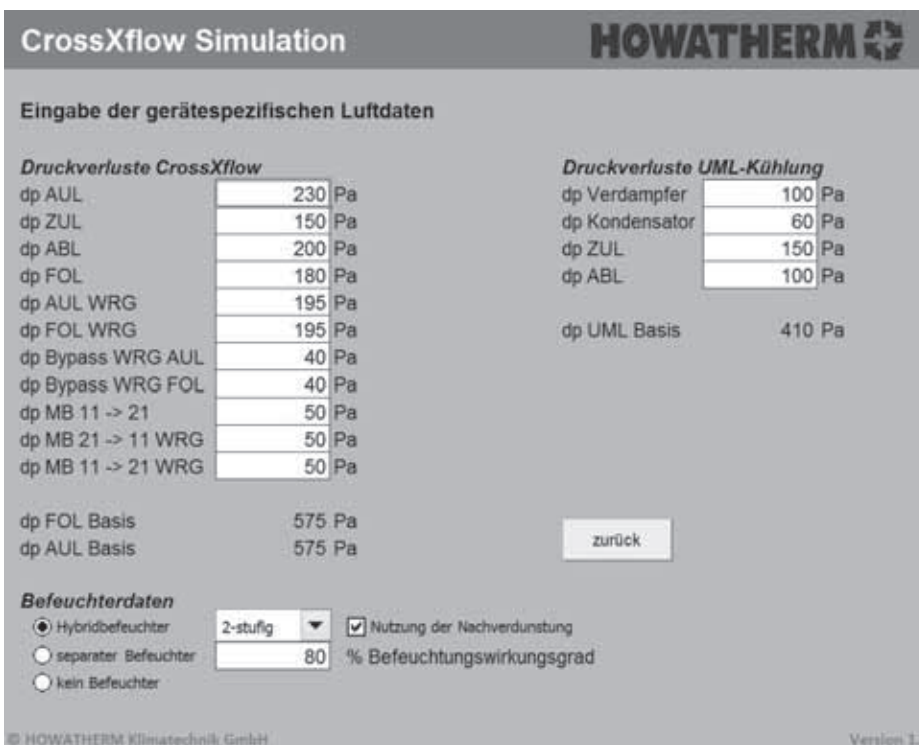 CrossXflow Simulation
HOWATHERM
Eingabe der gerätespezifischen Luftdaten
Druckverluste CrossXflow
dp AUL 230 Pa
dp ZUL 150 Pa
dp ABL 200 Pa
dp FOL 180 Pa
dp AUL WRG 195 Pa
dp FOL WRG 195 Pa
dp Bypass WRG AUL 40 Pa
dp Bypass WRG FOL 40 Pa
dp MB 11 -> 21 50 Pa
dp MB 21 -> 11 WRG 50 Pa
dp MB 11 -> 21 WRG 50 Pa
dp FOL Basis 575 Pa
dp AUL Basis 575 Pa
Druckverluste UML-Kühlung
dp Verdampfer 100 Pa
dp Kondensator 60 Pa
dp ZUL 150 Pa
dp ABL 100 Pa
dp UML Basis 410 Pa
zurück
Befeuchterdaten
Hybridbefeuchter 2-stufig Nutzung der Nachverdunstung
separater Befeuchter 80 % Befeuchtungswirkungsgrad
kein Befeuchter
© HOWATHERM Klimatechnik GmbH
Version 1